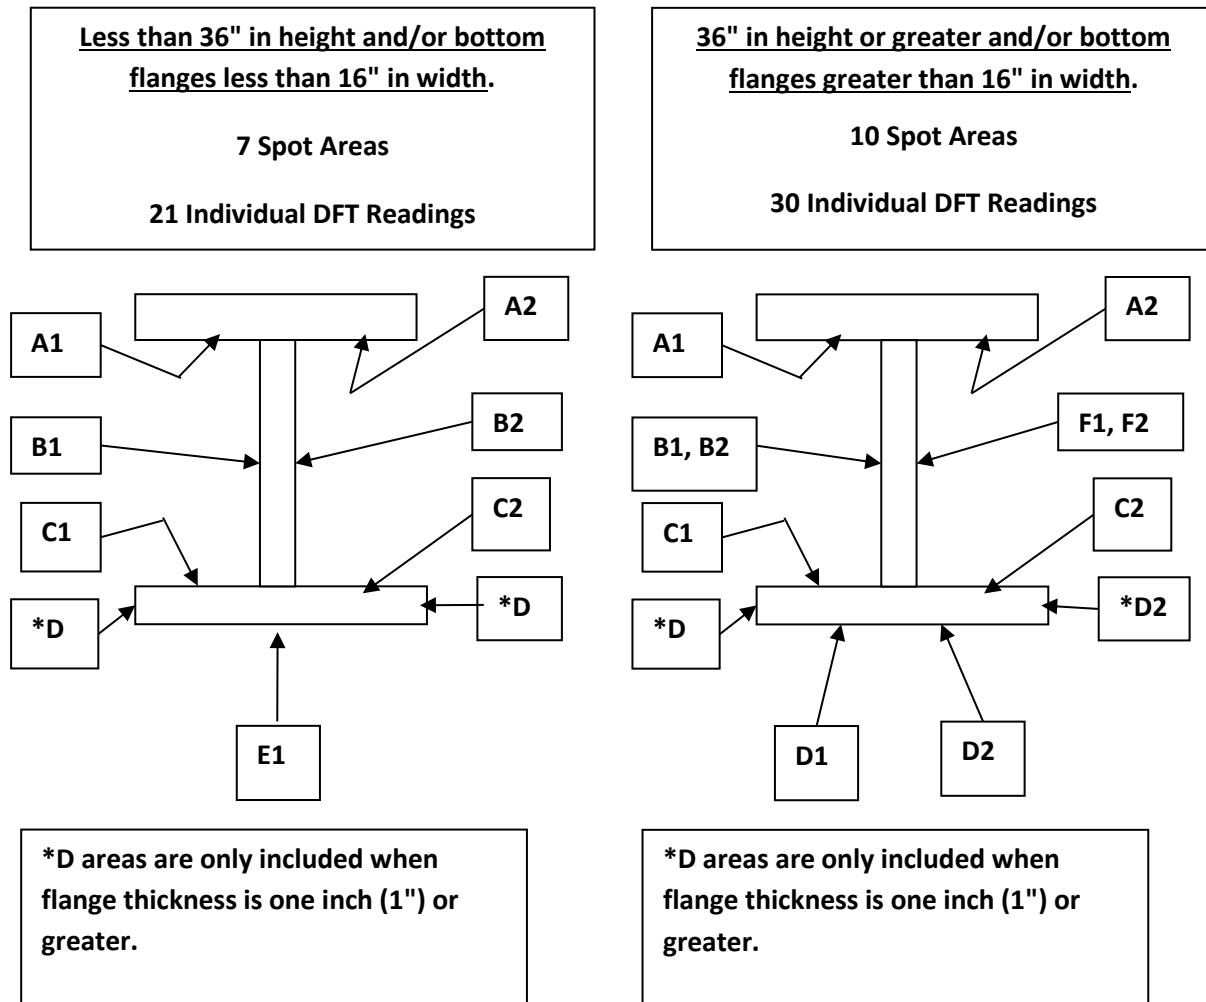 Less than 36" in height and/or bottom
flanges less than 16" in width.
7 Spot Areas
21 Individual DFT Readings
A1
A2
B1
B2
C1
C2
*D
*D
E1
*D areas are only included when
flange thickness is one inch (1") or
greater.
36" in height or greater and/or bottom
flanges greater than 16" in width.
10 Spot Areas
30 Individual DFT Readings
A1
A2
B1, B2
F1, F2
C1
C2
*D
*D2
D1
D2
*D areas are only included when
flange thickness is one inch (1") or
greater.